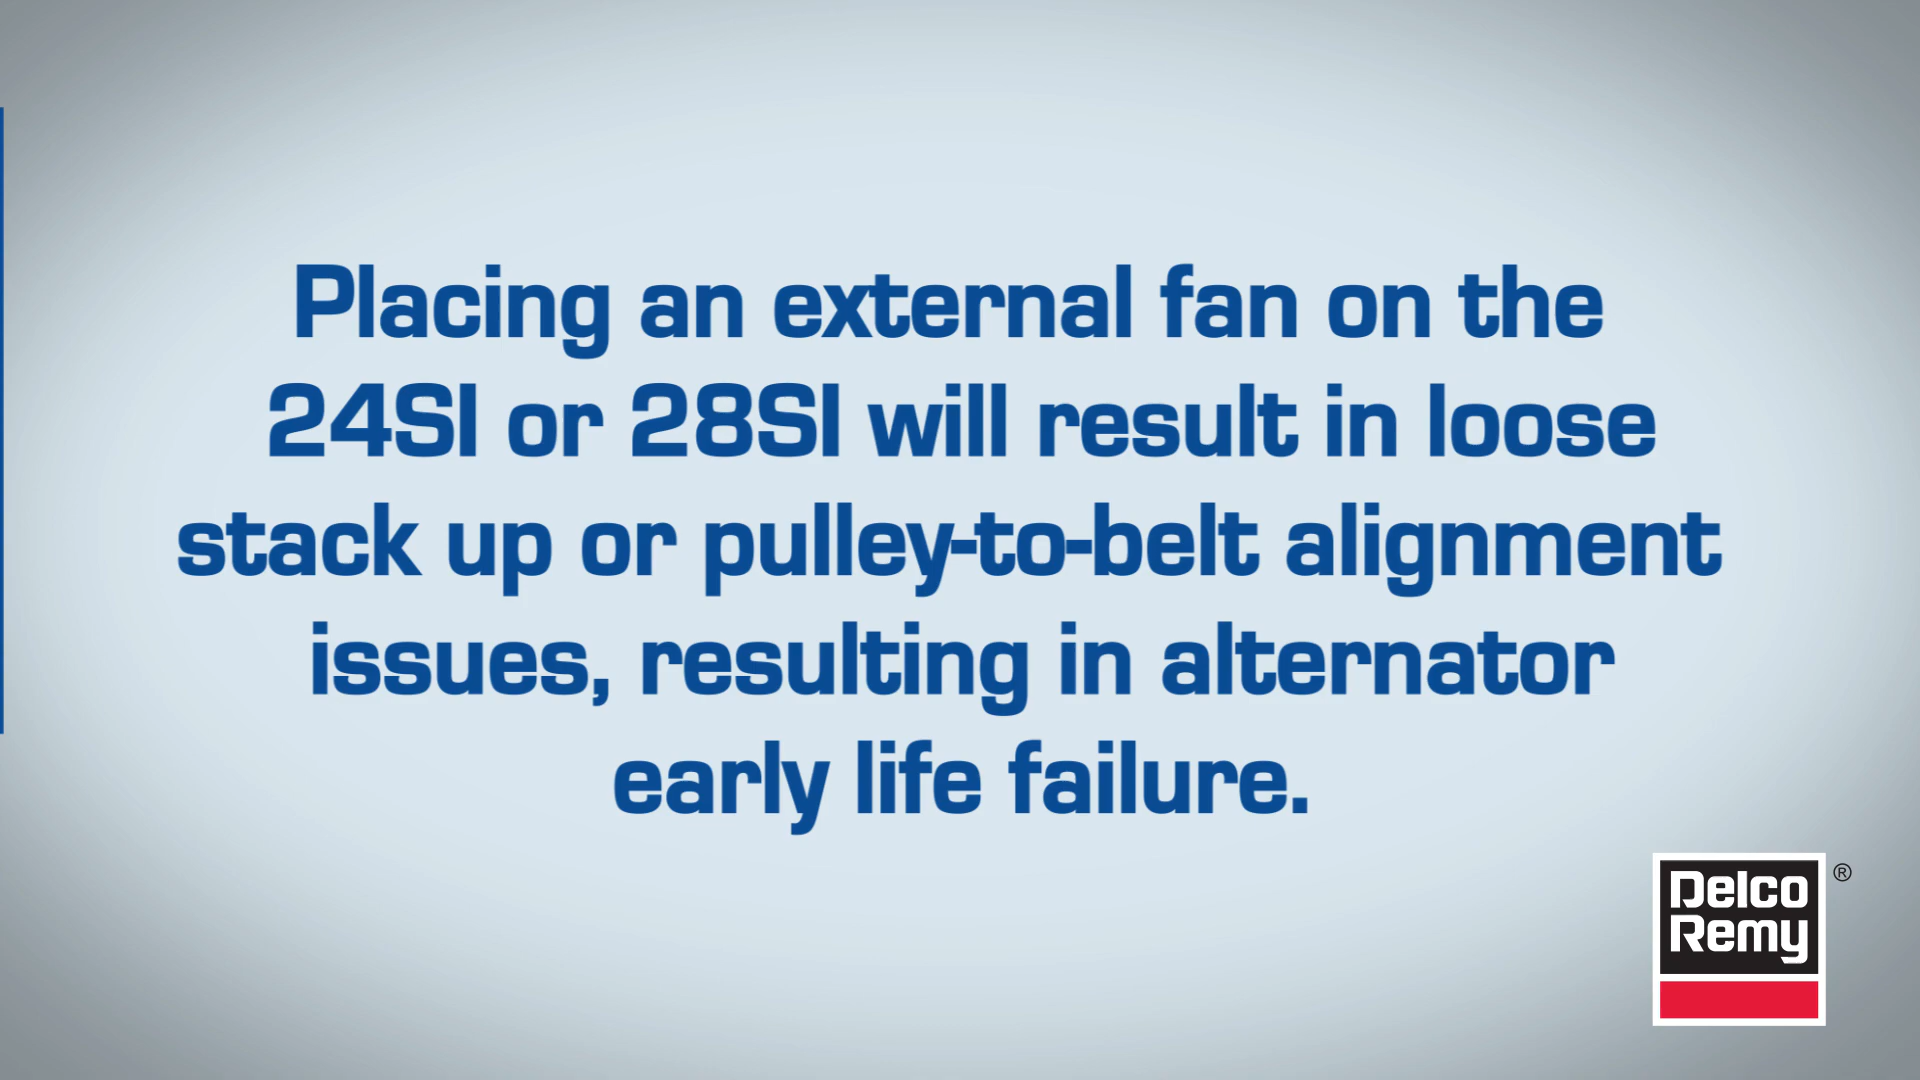 Placing an external fan on the
24SI or 28SI will result in loose
stack up or pulley-to-belt alignment
issues, resulting in alternator
early life failure.
Delco
Remy
®